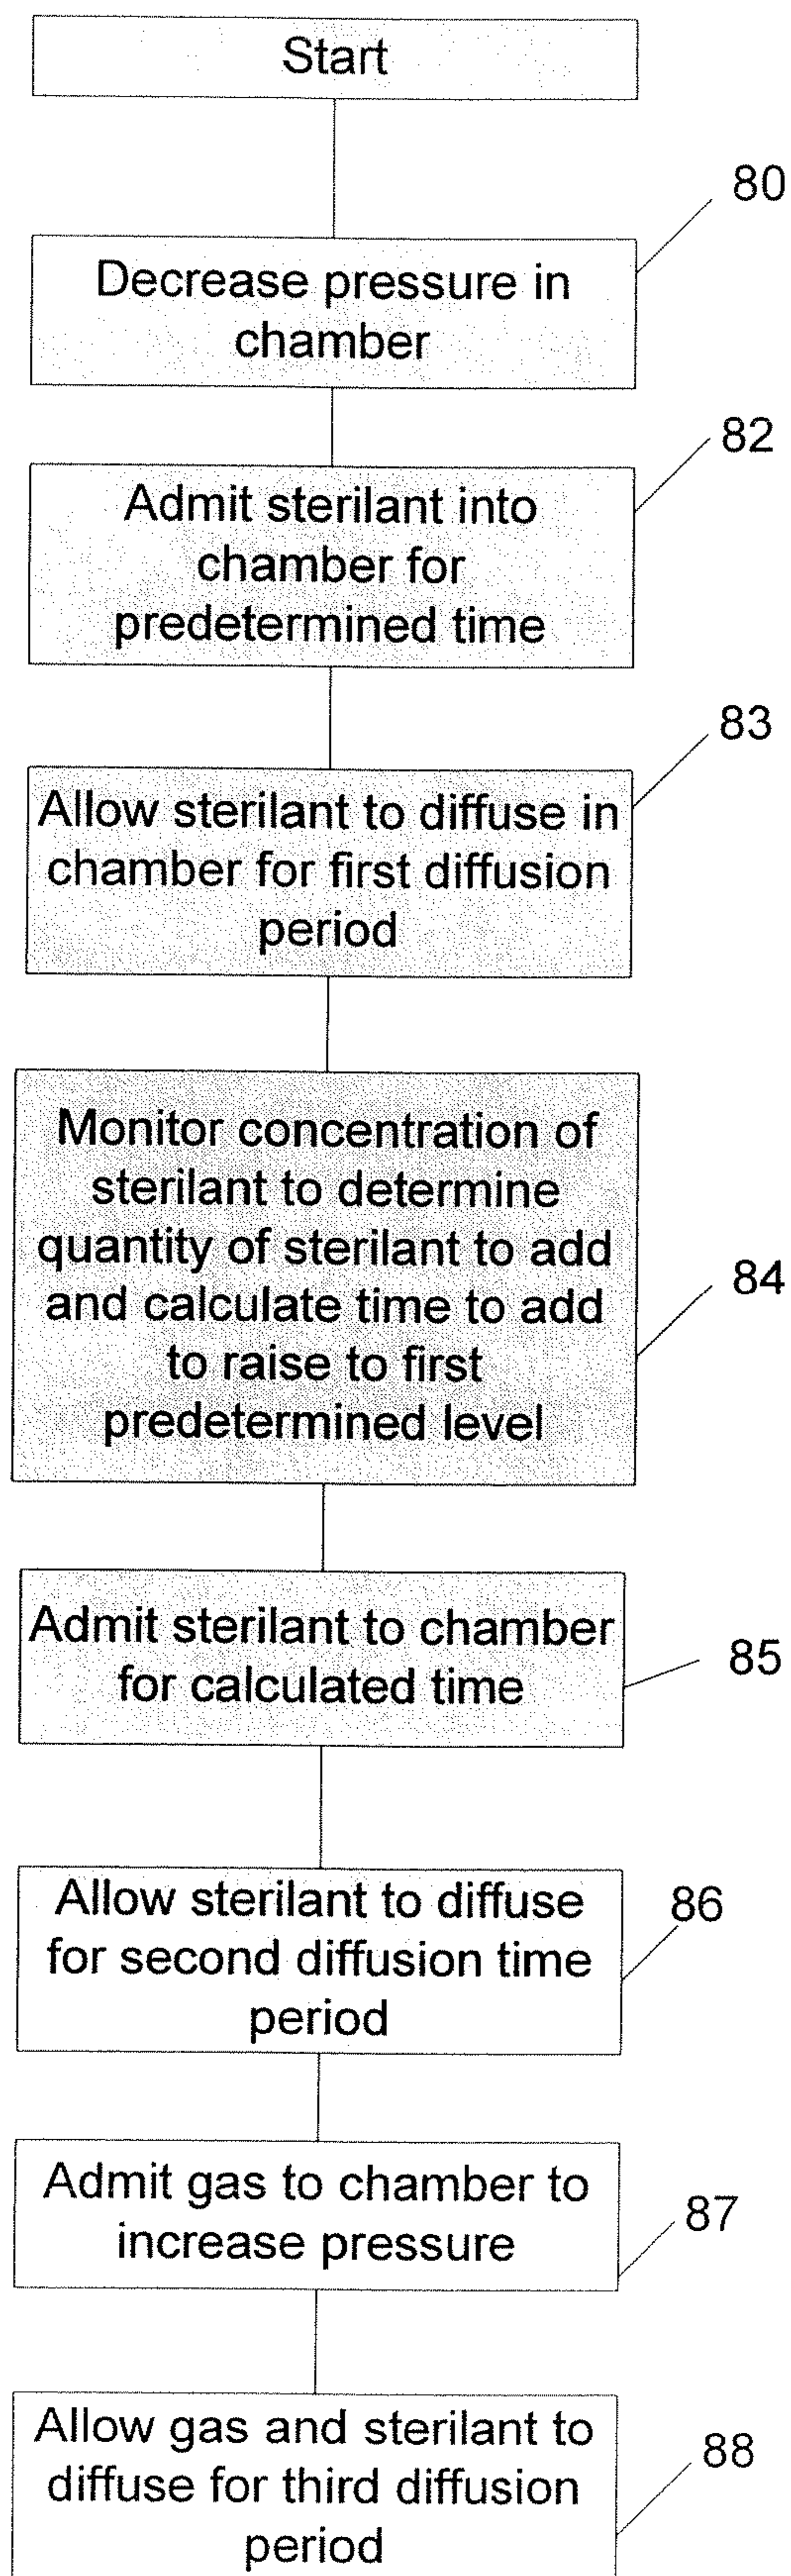 Start
80
Decrease pressure in
chamber
82
Admit sterilant into
chamber for
predetermined time
83
Allow sterilant to diffuse in
chamber for first diffusion
period
Monitor concentration of
sterilant to determine
quantity of sterilant to add
and calculate time to add
to raise to first
predetermined level
84
Admit sterilant to chamber
for calculated time
85
Allow sterilant to diffuse
for second diffusion time
period
86
Admit gas to chamber to
increase pressure
87
Allow gas and sterilant to
diffuse for third diffusion
period
88